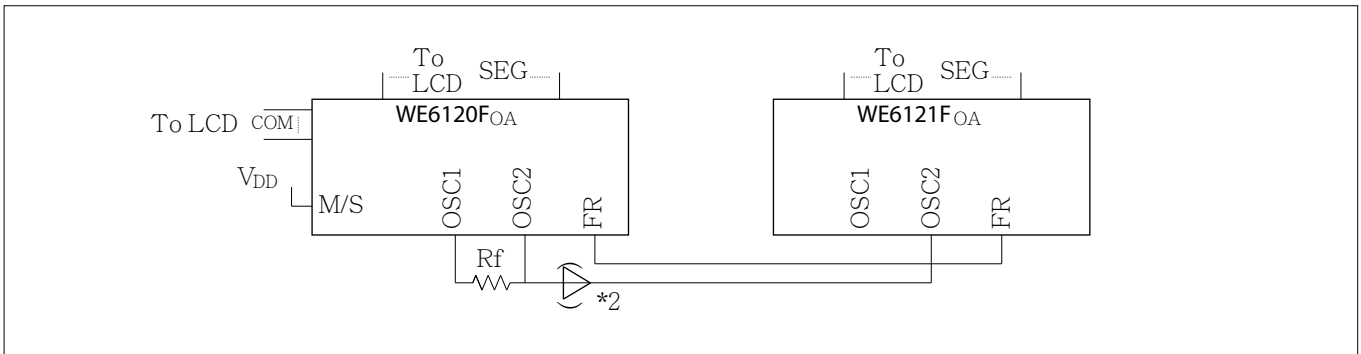 To
LCD
SEG
WE6120FOA
To LCD COM
VDD
M/S
OSC1
OSC2
FR
Rf
*2
To
LCD
SEG
WE6121FOA
OSC1
OSC2
FR